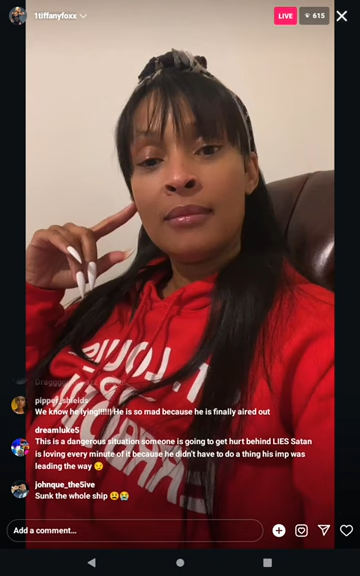 1tiffanyfoxx
LIVE
615
pipper_shields
We know he lying!!!!!! He is so mad because he is finally aired out
dreamluke5
This is a dangerous situation someone is going to get hurt behind LIES Satan
is loving every minute of it because he didn't have to do a thing his imp was
leading the way 😏
johnque_the5ive
Sunk the whole ship 😫😭
Add a comment...